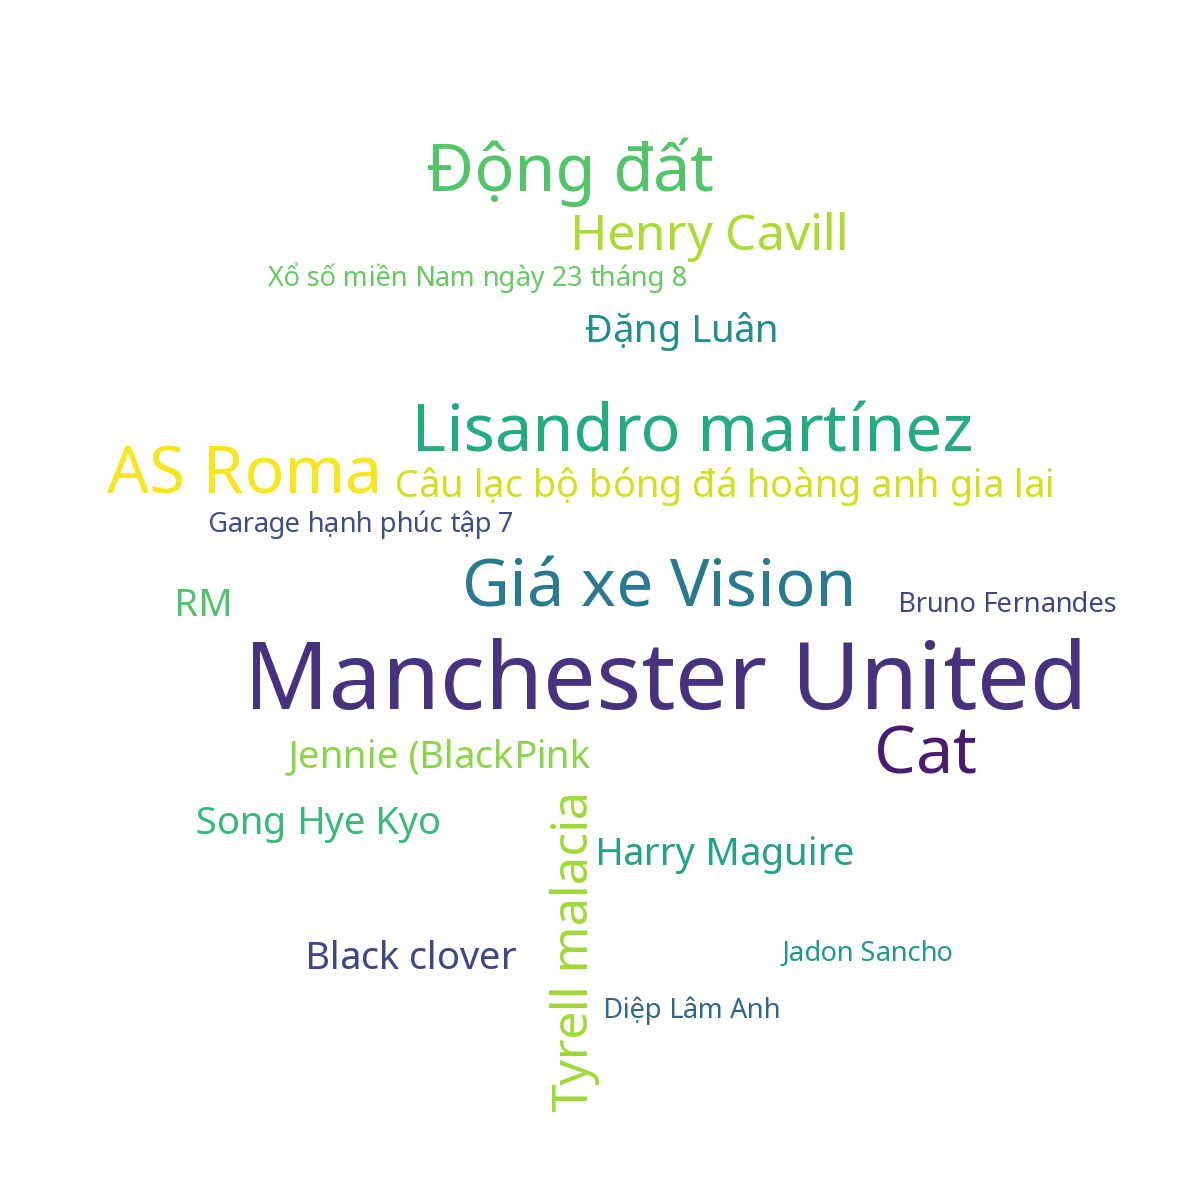 Động đất
Henry Cavill
Xổ số miền Nam ngày 23 tháng 8
Đặng Luân
Lisandro martínez
AS Roma
Câu lạc bộ bóng đá hoàng anh gia lai
Garage hạnh phúc tập 7
Giá xe Vision
RM
Bruno Fernandes
Manchester United
Jennie (BlackPink
Cat
Song Hye Kyo
Tyrell malacia
Harry Maguire
Black clover
Jadon Sancho
Diệp Lâm Anh